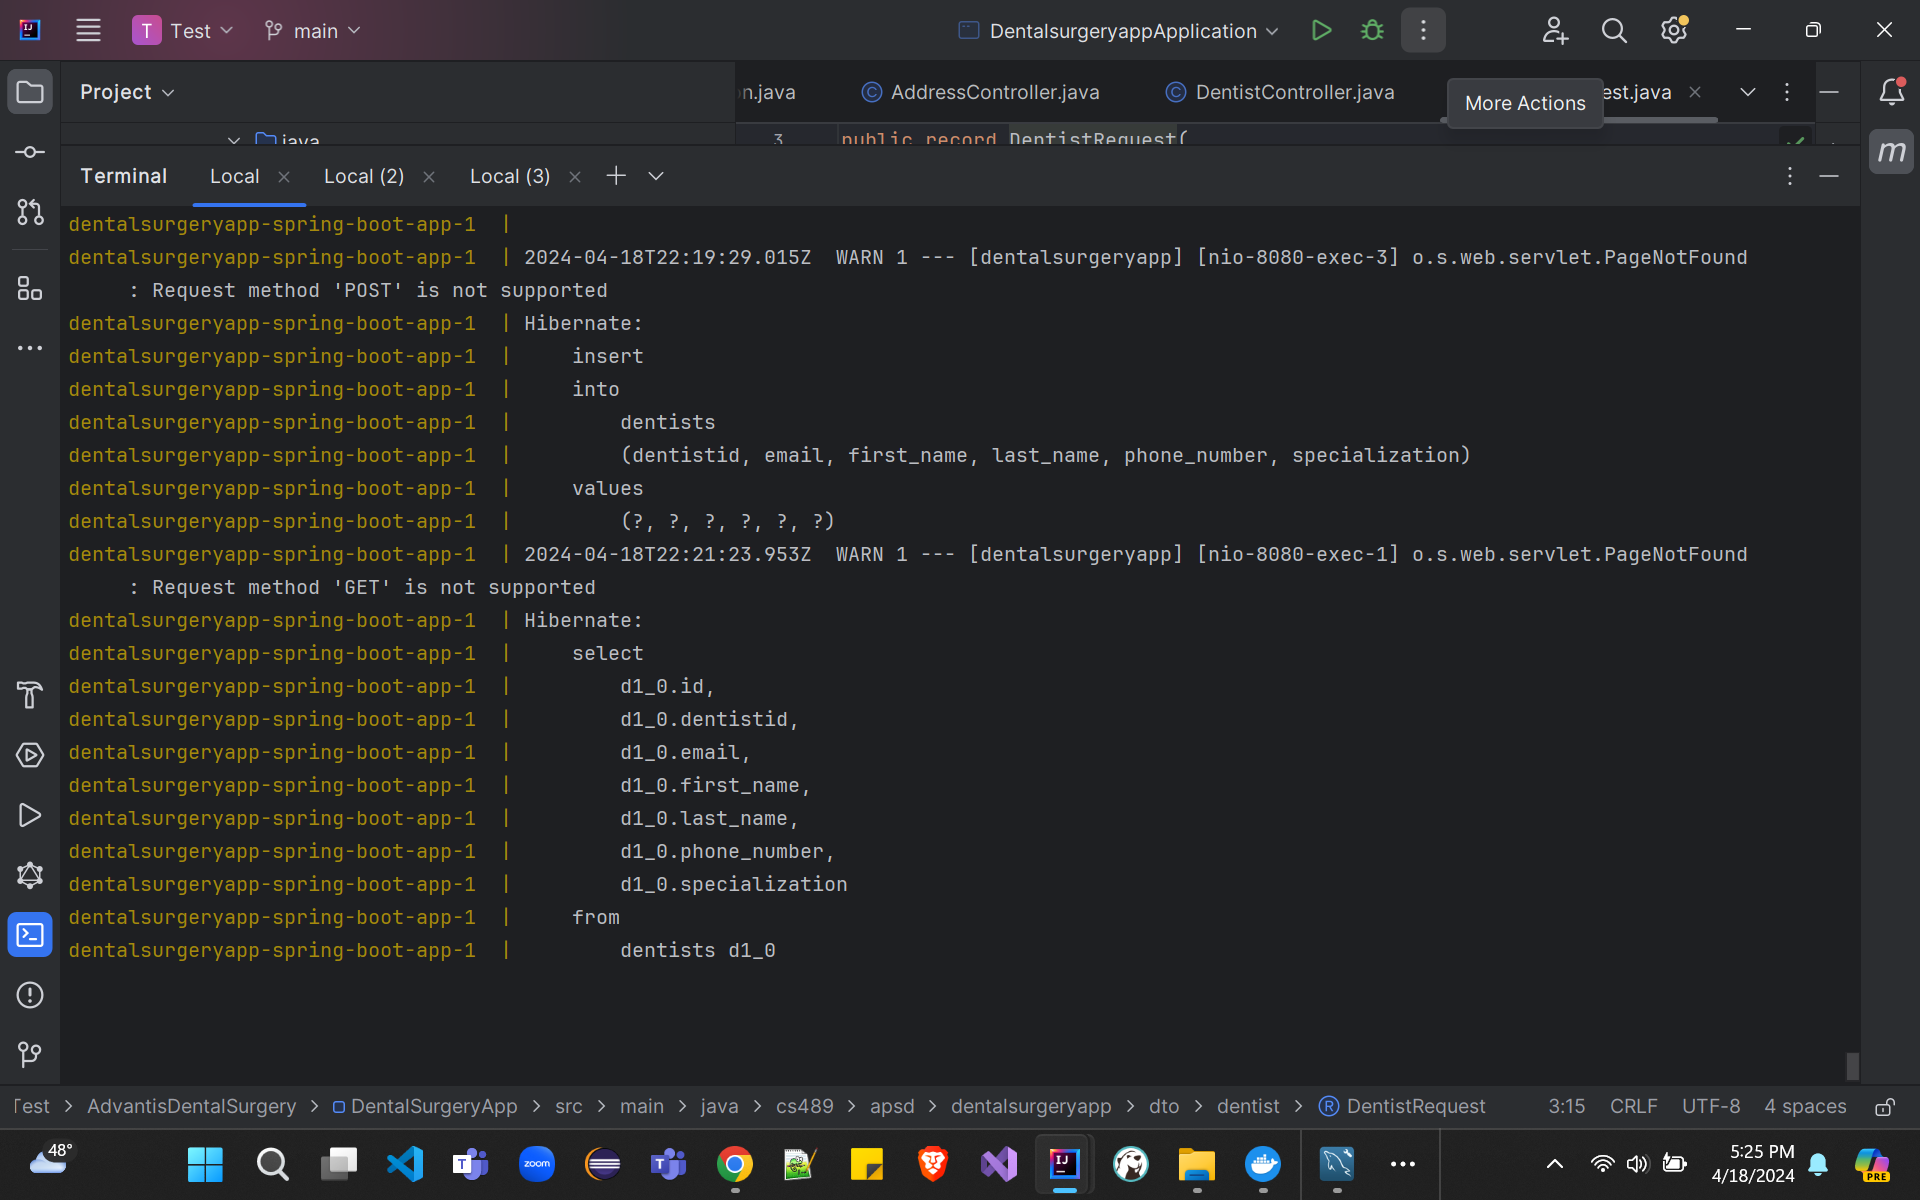 T Test main DentalsurgeryappApplication
Project n.java AddressController.java DentistController.java est.java
More Actions
java 3 public record DentistRequest(
Terminal Local Local (2) Local (3)
dentalsurgeryapp-spring-boot-app-1 |
dentalsurgeryapp-spring-boot-app-1 | 2024-04-18T22:19:29.015Z WARN 1 --- [dentalsurgeryapp] [nio-8080-exec-3] o.s.web.servlet.PageNotFound
: Request method 'POST' is not supported
dentalsurgeryapp-spring-boot-app-1 | Hibernate:
dentalsurgeryapp-spring-boot-app-1 | insert
dentalsurgeryapp-spring-boot-app-1 | into
dentalsurgeryapp-spring-boot-app-1 | dentists
dentalsurgeryapp-spring-boot-app-1 | (dentistid, email, first_name, last_name, phone_number, specialization)
dentalsurgeryapp-spring-boot-app-1 | values
dentalsurgeryapp-spring-boot-app-1 | (?, ?, ?, ?, ?, ?)
dentalsurgeryapp-spring-boot-app-1 | 2024-04-18T22:21:23.953Z WARN 1 --- [dentalsurgeryapp] [nio-8080-exec-1] o.s.web.servlet.PageNotFound
: Request method 'GET' is not supported
dentalsurgeryapp-spring-boot-app-1 | Hibernate:
dentalsurgeryapp-spring-boot-app-1 | select
dentalsurgeryapp-spring-boot-app-1 | d1_0.id,
dentalsurgeryapp-spring-boot-app-1 | d1_0.dentistid,
dentalsurgeryapp-spring-boot-app-1 | d1_0.email,
dentalsurgeryapp-spring-boot-app-1 | d1_0.first_name,
dentalsurgeryapp-spring-boot-app-1 | d1_0.last_name,
dentalsurgeryapp-spring-boot-app-1 | d1_0.phone_number,
dentalsurgeryapp-spring-boot-app-1 | d1_0.specialization
dentalsurgeryapp-spring-boot-app-1 | from
dentalsurgeryapp-spring-boot-app-1 | dentists d1_0
Test > AdvantisDentalSurgery > DentalSurgeryApp > src > main > java > cs489 > apsd > dentalsurgeryapp > dto > dentist > DentistRequest 3:15 CRLF UTF-8 4 spaces
48° zoom 5:25 PM
4/18/2024
PRE